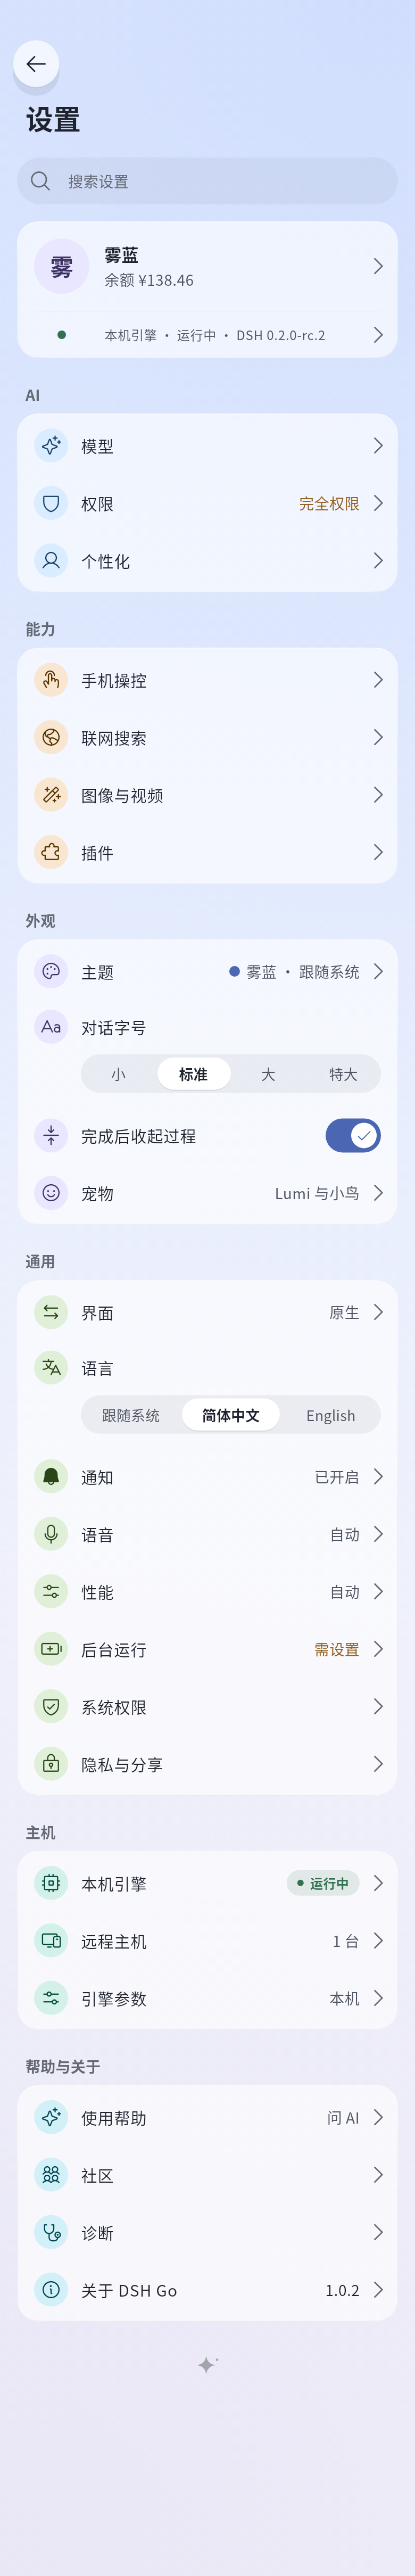 设置
搜索设置
雾
雾蓝
余额 ¥138.46
本机引擎 · 运行中 · DSH 0.2.0-rc.2
AI
模型
权限 完全权限
个性化
能力
手机操控
联网搜索
图像与视频
插件
外观
主题 雾蓝 · 跟随系统
Aa 对话字号
小 标准 大 特大
完成后收起过程
宠物 Lumi 与小鸟
通用
界面 原生
语言
跟随系统 简体中文 English
通知 已开启
语音 自动
性能 自动
后台运行 需设置
系统权限
隐私与分享
主机
本机引擎 运行中
远程主机 1 台
引擎参数 本机
帮助与关于
使用帮助 问 AI
社区
诊断
关于 DSH Go 1.0.2